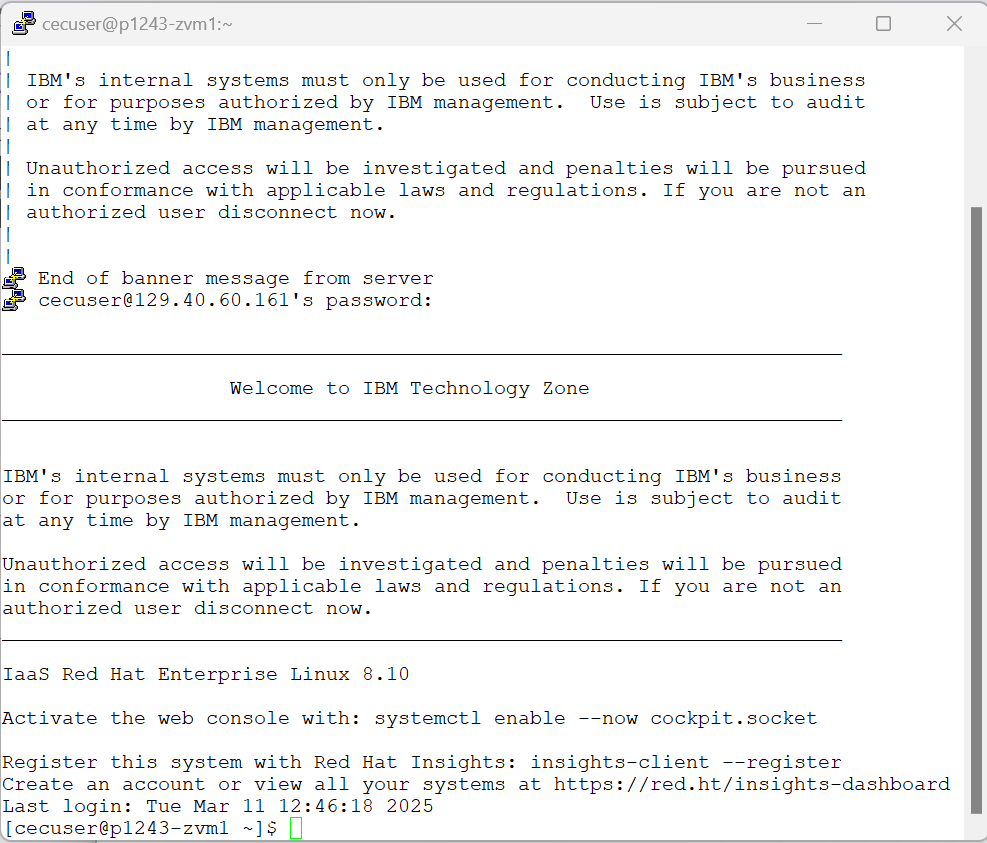 cecuser@p1243-zvm1:~
|
| IBM's internal systems must only be used for conducting IBM's business
| or for purposes authorized by IBM management.  Use is subject to audit
| at any time by IBM management.
|
| Unauthorized access will be investigated and penalties will be pursued
| in conformance with applicable laws and regulations. If you are not an
| authorized user disconnect now.
|
|
End of banner message from server
cecuser@129.40.60.161's password:
Welcome to IBM Technology Zone
IBM's internal systems must only be used for conducting IBM's business
or for purposes authorized by IBM management.  Use is subject to audit
at any time by IBM management.
Unauthorized access will be investigated and penalties will be pursued
in conformance with applicable laws and regulations. If you are not an
authorized user disconnect now.
IaaS Red Hat Enterprise Linux 8.10
Activate the web console with: systemctl enable --now cockpit.socket
Register this system with Red Hat Insights: insights-client --register
Create an account or view all your systems at https://red.ht/insights-dashboard
Last login: Tue Mar 11 12:46:18 2025
[cecuser@p1243-zvm1 ~]$